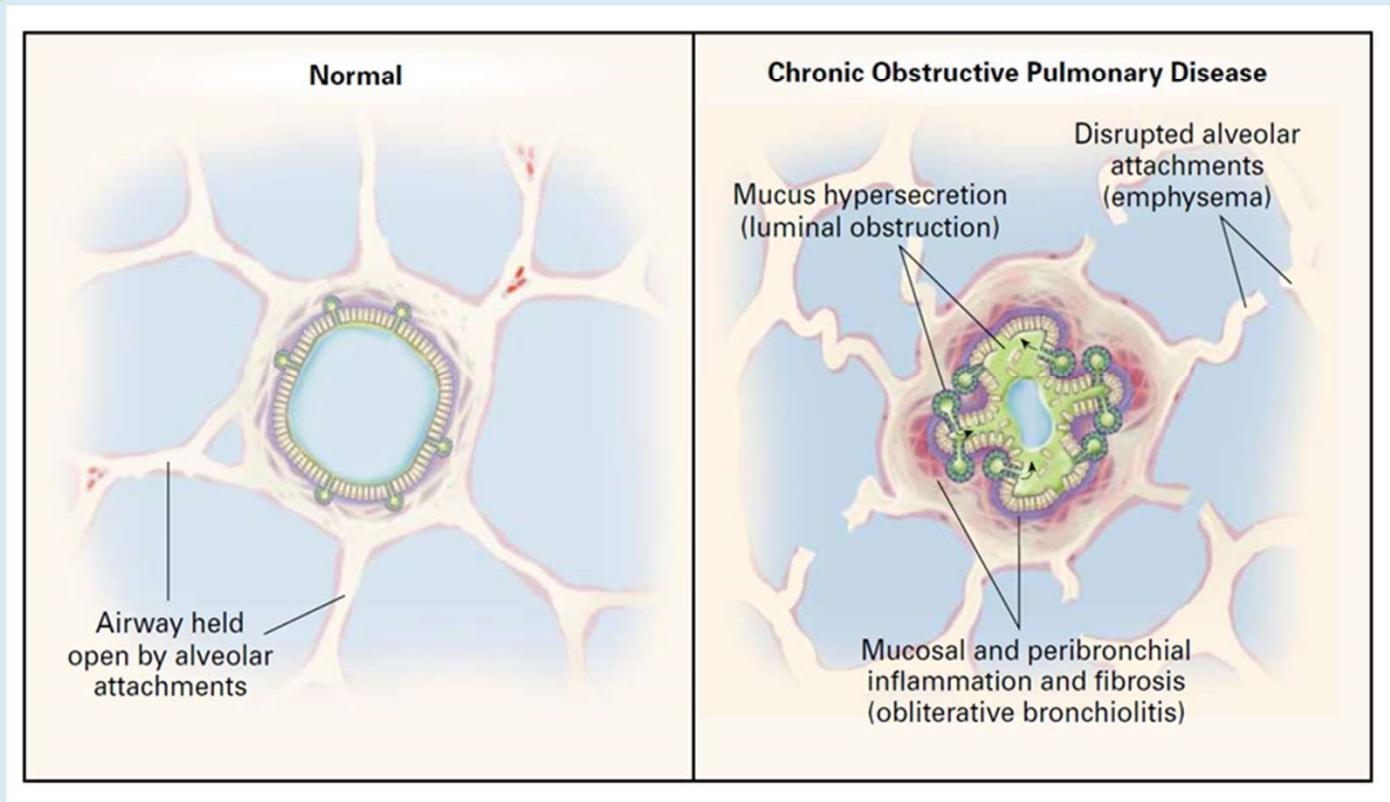 Normal
Airway held
open by alveolar
attachments
Chronic Obstructive Pulmonary Disease
Disrupted alveolar
attachments
(emphysema)
Mucus hypersecretion
(luminal obstruction)
Mucosal and peribronchial
inflammation and fibrosis
(obliterative bronchiolitis)